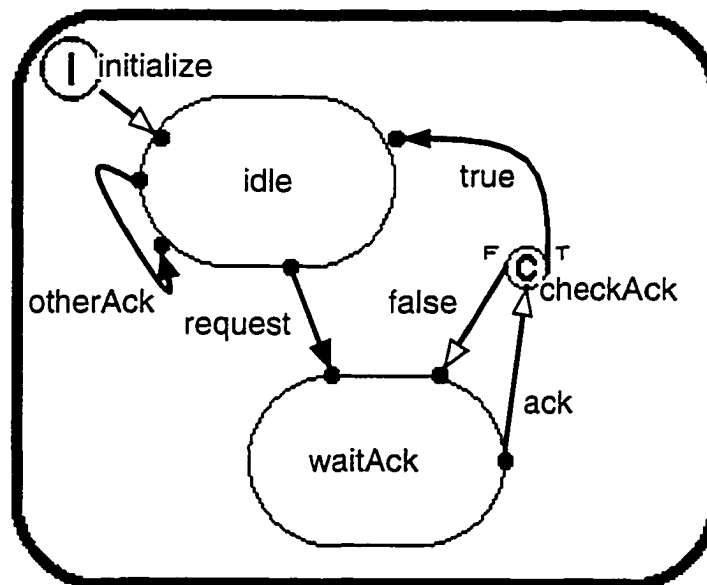 I initialize
idle
true
F C T
checkAck
otherAck
request
false
ack
waitAck